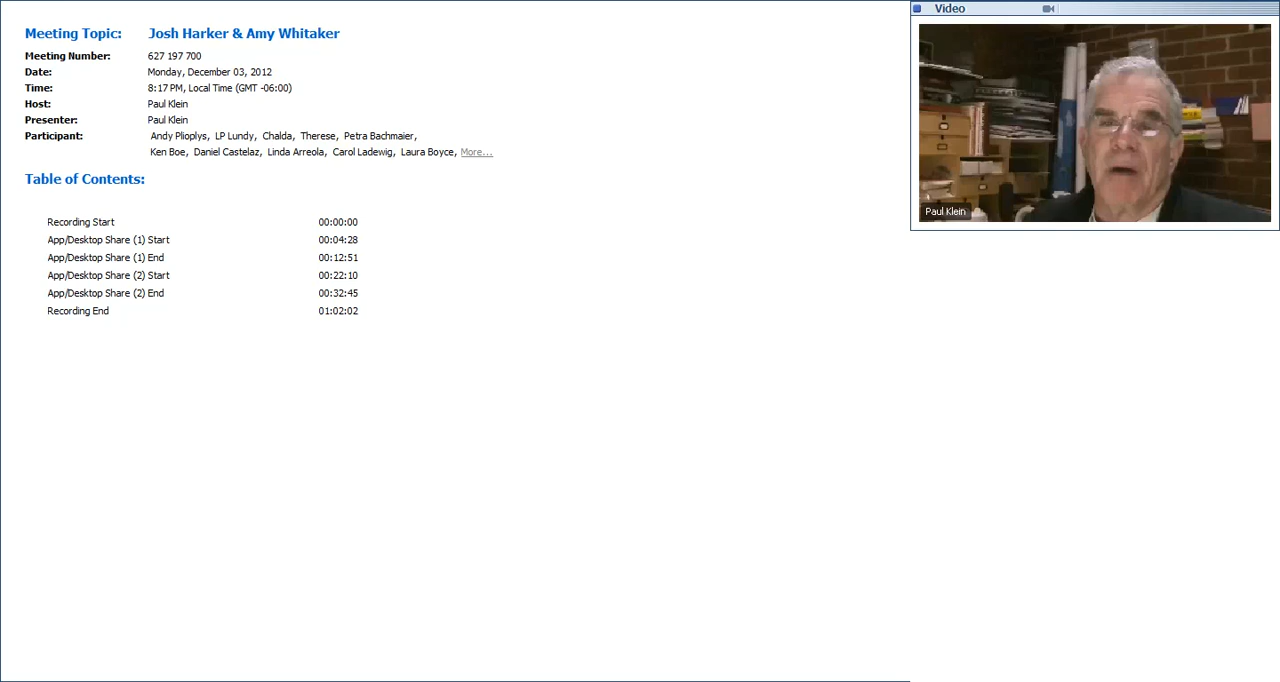 Meeting Topic: Josh Harker & Amy Whitaker
Meeting Number: 627 197 700
Date: Monday, December 03, 2012
Time: 8:17 PM, Local Time (GMT -06:00)
Host: Paul Klein
Presenter: Paul Klein
Participant: Andy Plioplys, LP Lundy, Chalda, Therese, Petra Bachmaier,
Ken Boe, Daniel Castelaz, Linda Arreola, Carol Ladewig, Laura Boyce, More...
Table of Contents:
Recording Start 00:00:00
App/Desktop Share (1) Start 00:04:28
App/Desktop Share (1) End 00:12:51
App/Desktop Share (2) Start 00:22:10
App/Desktop Share (2) End 00:32:45
Recording End 01:02:02
Video
Paul Klein